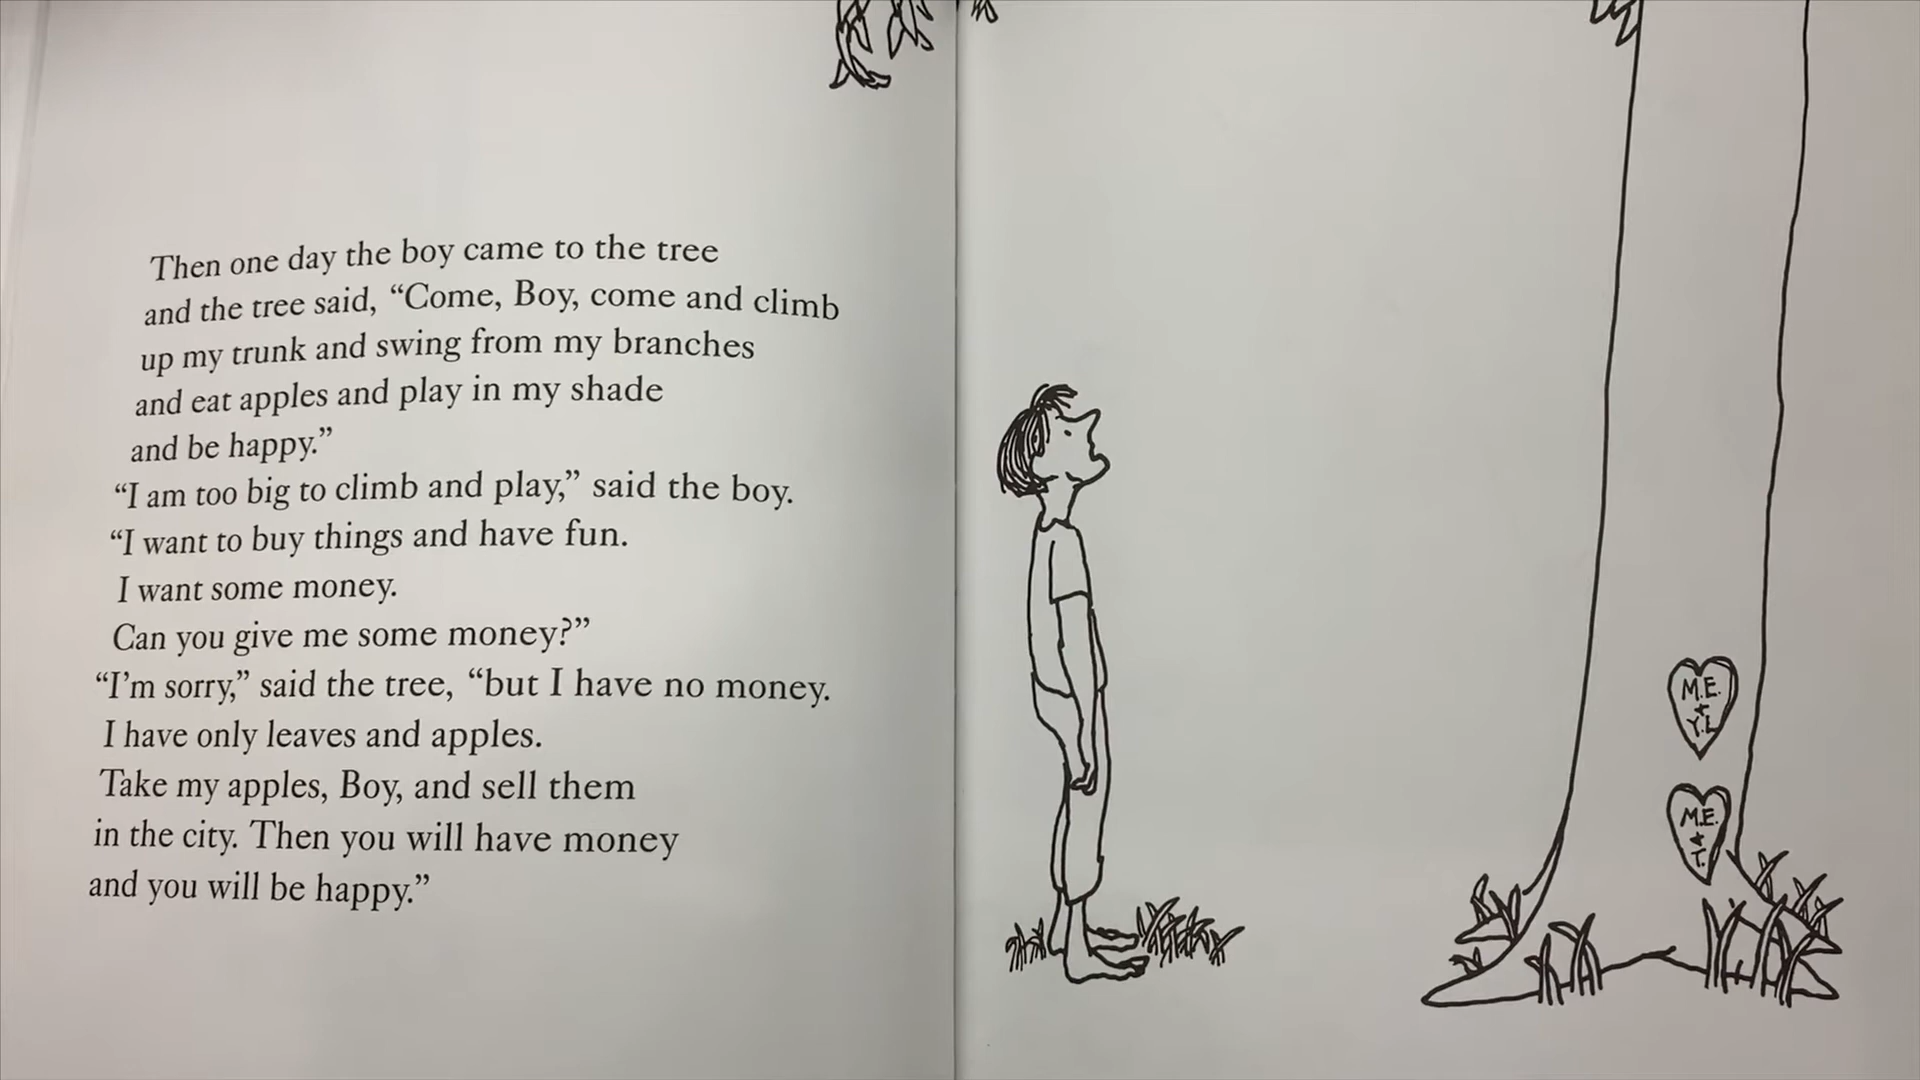 Then one day the boy came to the tree
and the tree said, “Come, Boy, come and climb
up my trunk and swing from my branches
and eat apples and play in my shade
and be happy.”
“I am too big to climb and play,” said the boy.
“I want to buy things and have fun.
I want some money.
Can you give me some money?”
“I’m sorry,” said the tree, “but I have no money.
I have only leaves and apples.
Take my apples, Boy, and sell them
in the city. Then you will have money
and you will be happy.”
M.E.
+
Y.L
M.E.
+
T.